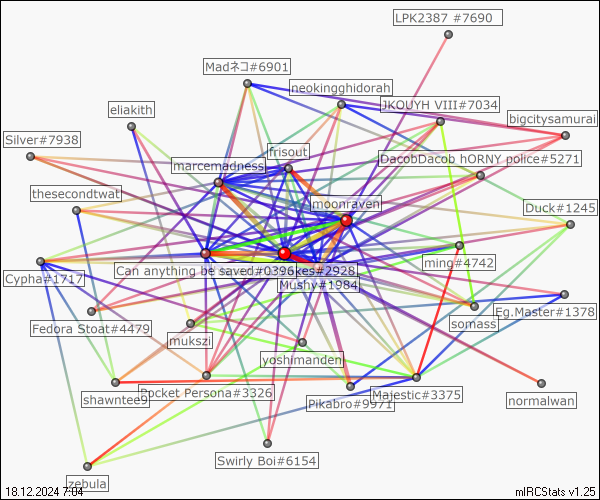 LPK2387 #7690
Madネコ#6901
neokingghidorah
JKOUYH VIII#7034
eliakith
bigcitysamurai
Silver#7938
frisout
marcemadness
DacobDacob hORNY police#5271
thesecondtwat
moonraven
Duck#1245
ming#4742
Can anything be saved#0396
kes#2928
Cypha#1717
Mushy#1984
Eg.Master#1378
somass
Fedora Stoat#4479
mukszi
yoshimanden
Pocket Persona#3326
Majestic#3375
shawntee9
Pikabro#9971
normalwan
Swirly Boi#6154
zebula
18.12.2024 7:04
mIRCStats v1.25